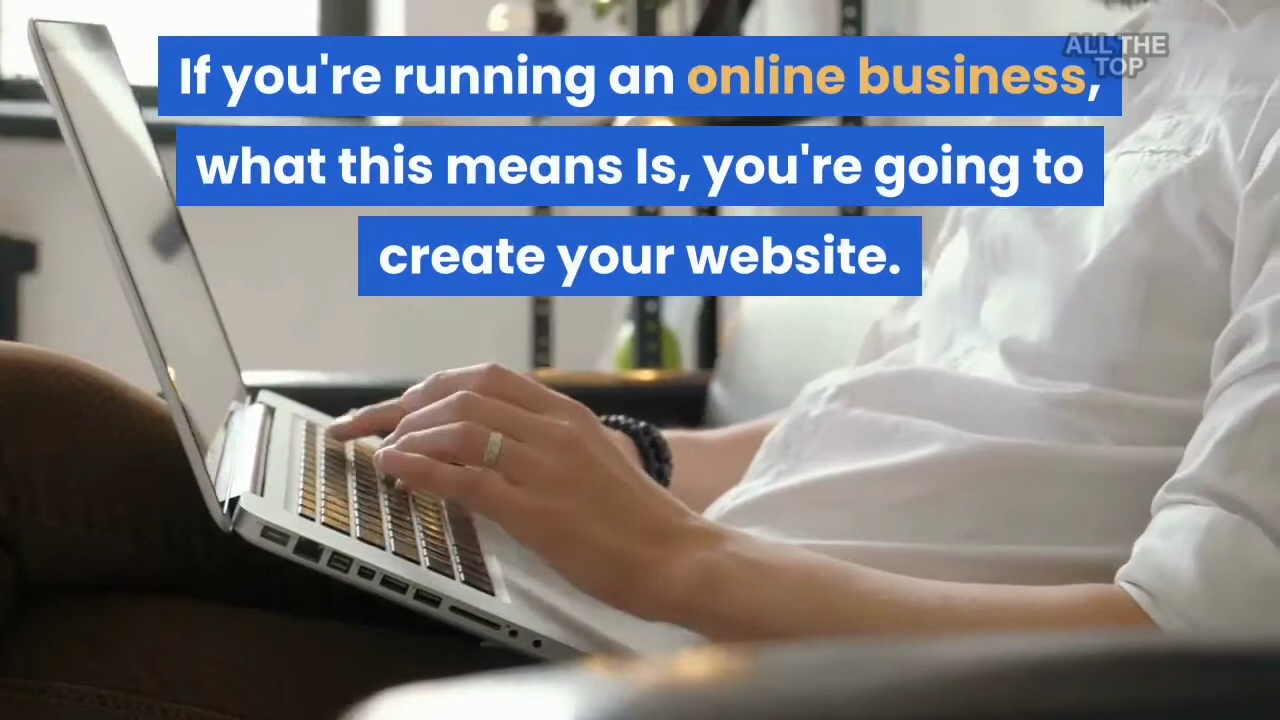 ALL THE
TOP
If you're running an online business,
what this means Is, you're going to
create your website.